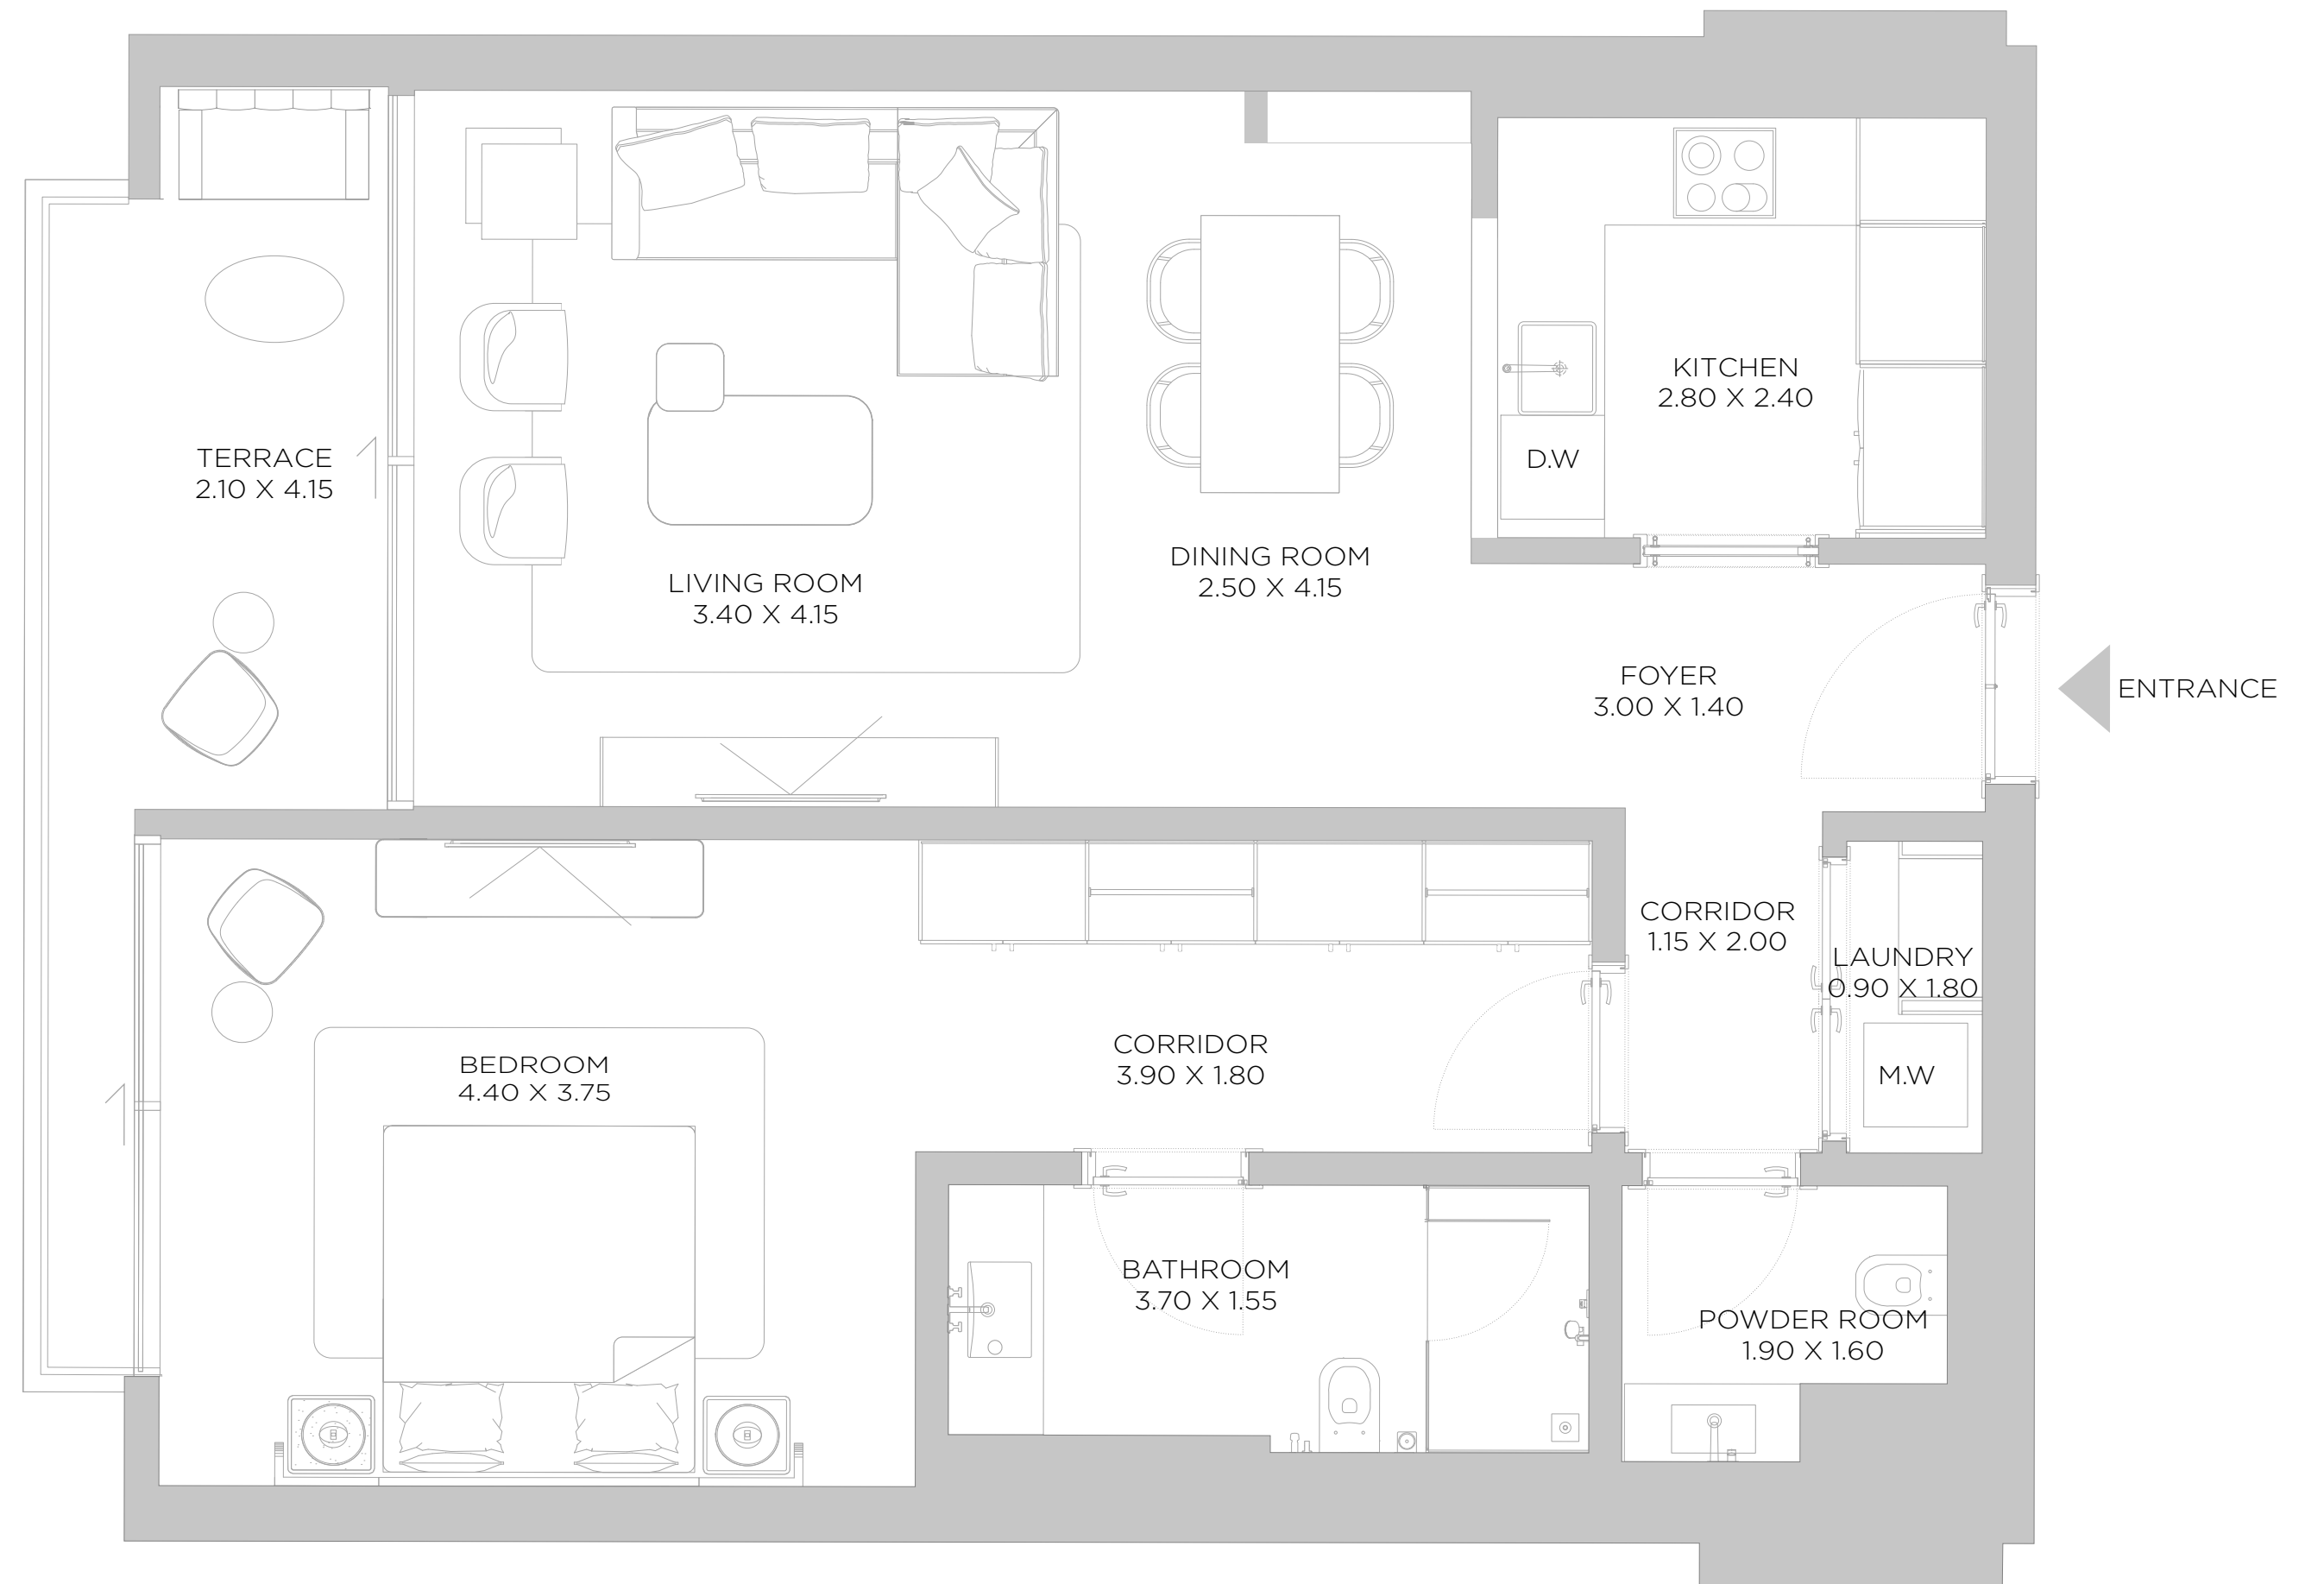 KITCHEN
2.80 X 2.40
D.W
TERRACE
2.10 X 4.15
LIVING ROOM
3.40 X 4.15
DINING ROOM
2.50 X 4.15
FOYER
3.00 X 1.40
ENTRANCE
CORRIDOR
1.15 X 2.00
LAUNDRY
0.90 X 1.80
M.W
BEDROOM
4.40 X 3.75
CORRIDOR
3.90 X 1.80
BATHROOM
3.70 X 1.55
POWDER ROOM
1.90 X 1.60